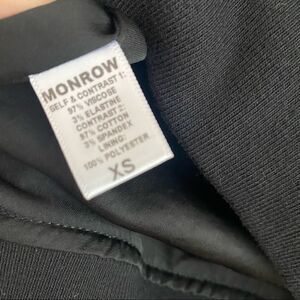 MONROW
SELF & CONTRAST 1:
97% VISCOSE
3% ELASTINE
CONTRAST 2:
97% COTTON
3% SPANDEX
LINING:
100% POLYESTER
XS